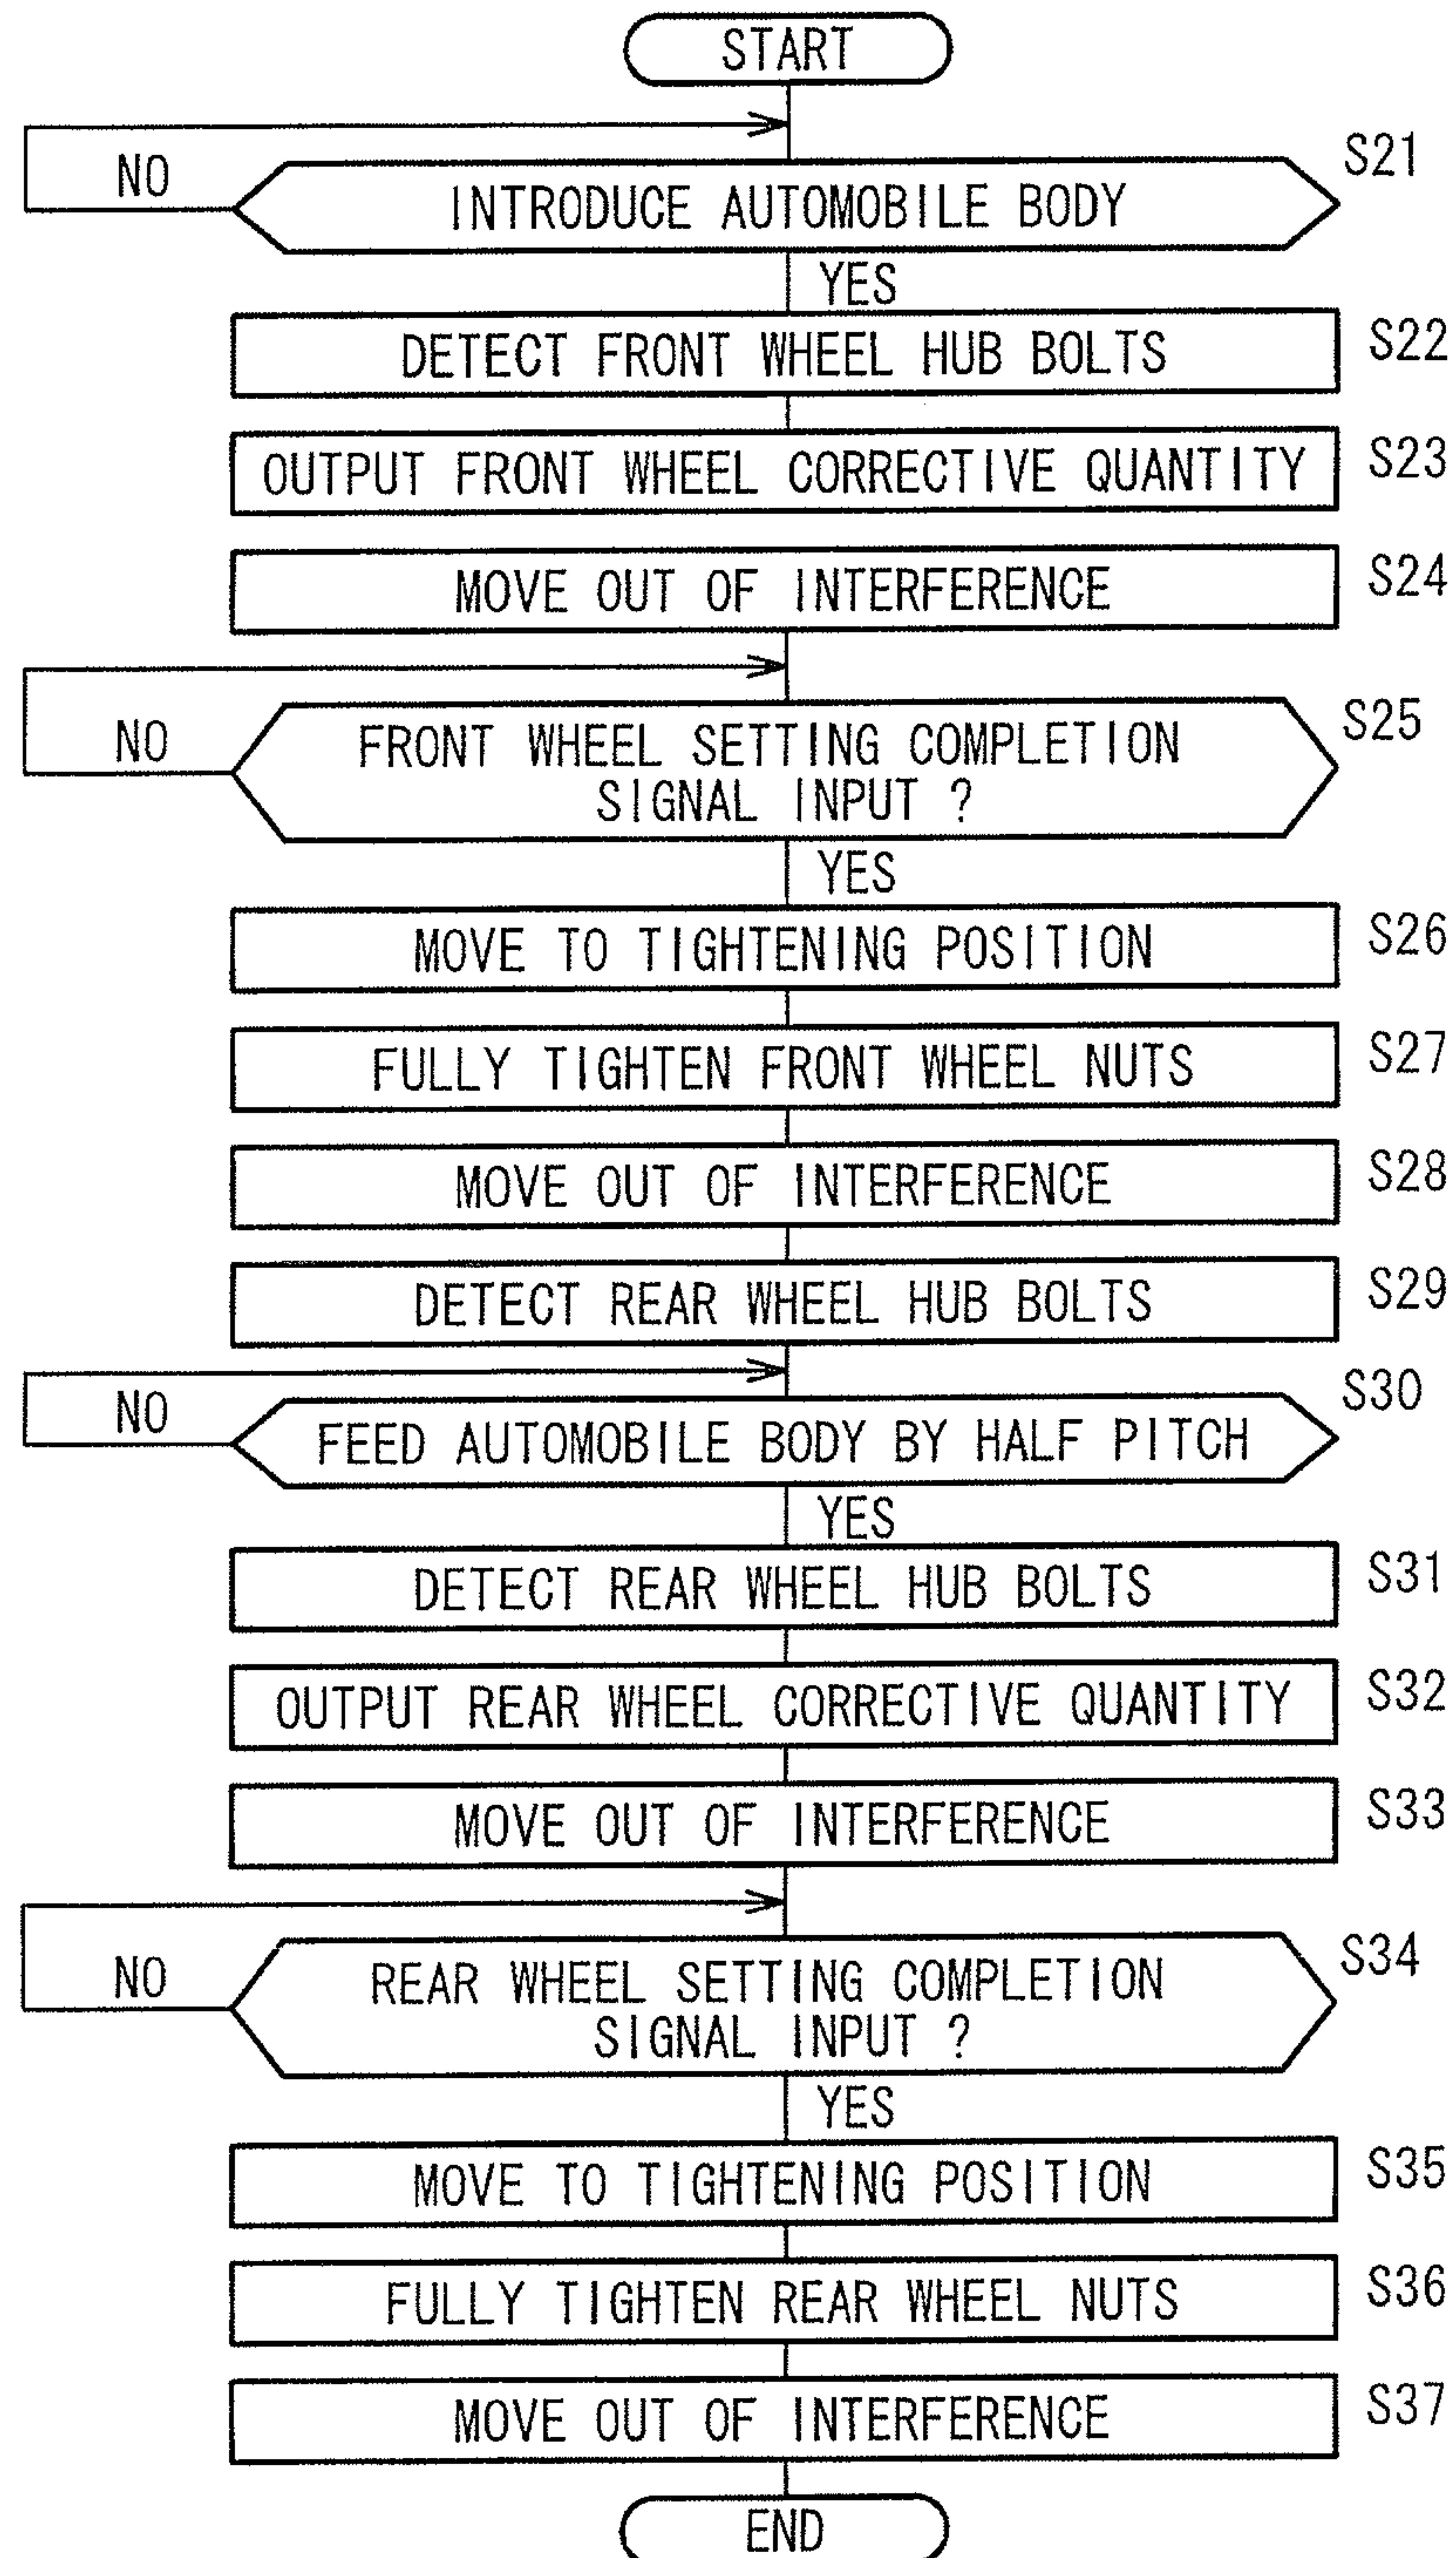 START
NO
S21
INTRODUCE AUTOMOBILE BODY
YES
DETECT FRONT WHEEL HUB BOLTS
S22
OUTPUT FRONT WHEEL CORRECTIVE QUANTITY
S23
MOVE OUT OF INTERFERENCE
S24
NO
S25
FRONT WHEEL SETTING COMPLETION
SIGNAL INPUT ?
YES
MOVE TO TIGHTENING POSITION
S26
FULLY TIGHTEN FRONT WHEEL NUTS
S27
MOVE OUT OF INTERFERENCE
S28
DETECT REAR WHEEL HUB BOLTS
S29
NO
S30
FEED AUTOMOBILE BODY BY HALF PITCH
YES
DETECT REAR WHEEL HUB BOLTS
S31
OUTPUT REAR WHEEL CORRECTIVE QUANTITY
S32
MOVE OUT OF INTERFERENCE
S33
NO
S34
REAR WHEEL SETTING COMPLETION
SIGNAL INPUT ?
YES
MOVE TO TIGHTENING POSITION
S35
FULLY TIGHTEN REAR WHEEL NUTS
S36
MOVE OUT OF INTERFERENCE
S37
END